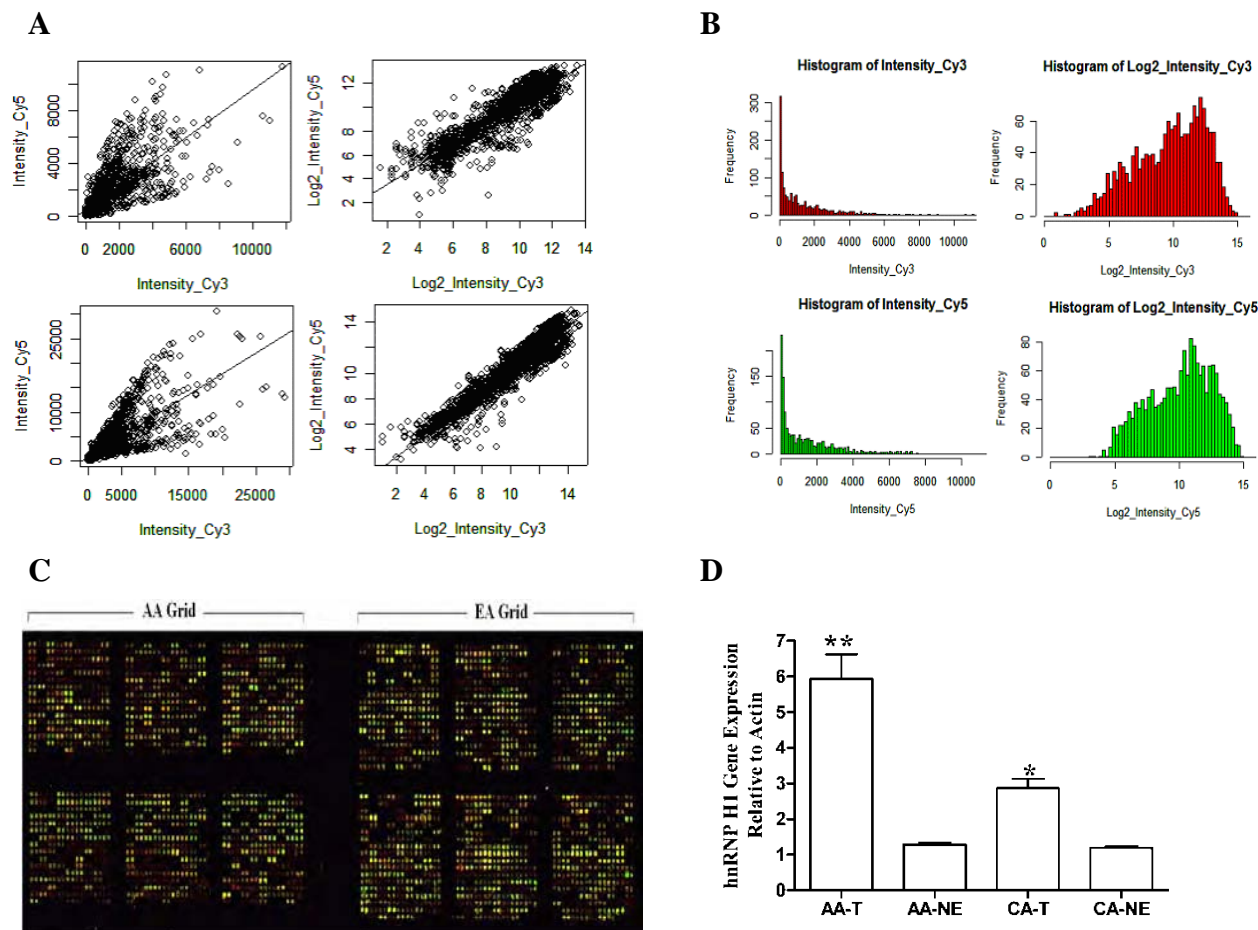 A
B
Intensity_Cy5
0 4000 8000
0 2000 6000 10000
Intensity_Cy3
Log2_Intensity_Cy5
2 4 6 8 10 12
2 4 6 8 10 12 14
Log2_Intensity_Cy3
Intensity_Cy5
0 10000 25000
0 5000 15000 25000
Intensity_Cy3
Log2_Intensity_Cy5
4 6 8 10 14
2 4 6 8 10 14
Log2_Intensity_Cy3
Histogram of Intensity_Cy3
Frequency
0 50 100 200 300
0 2000 4000 6000 8000 10000
Intensity_Cy3
Histogram of Log2_Intensity_Cy3
Frequency
0 20 40 60
0 5 10 15
Log2_Intensity_Cy3
Histogram of Intensity_Cy5
Frequency
0 50 150
0 2000 4000 6000 8000 10000
Intensity_Cy5
Histogram of Log2_Intensity_Cy5
Frequency
0 20 40 60 80
0 5 10 15
Log2_Intensity_Cy5
C
AA Grid
EA Grid
D
hnRNP H1 Gene Expression
Relative to Actin
0 1 2 3 4 5 6 7
**
*
AA-T AA-NE CA-T CA-NE